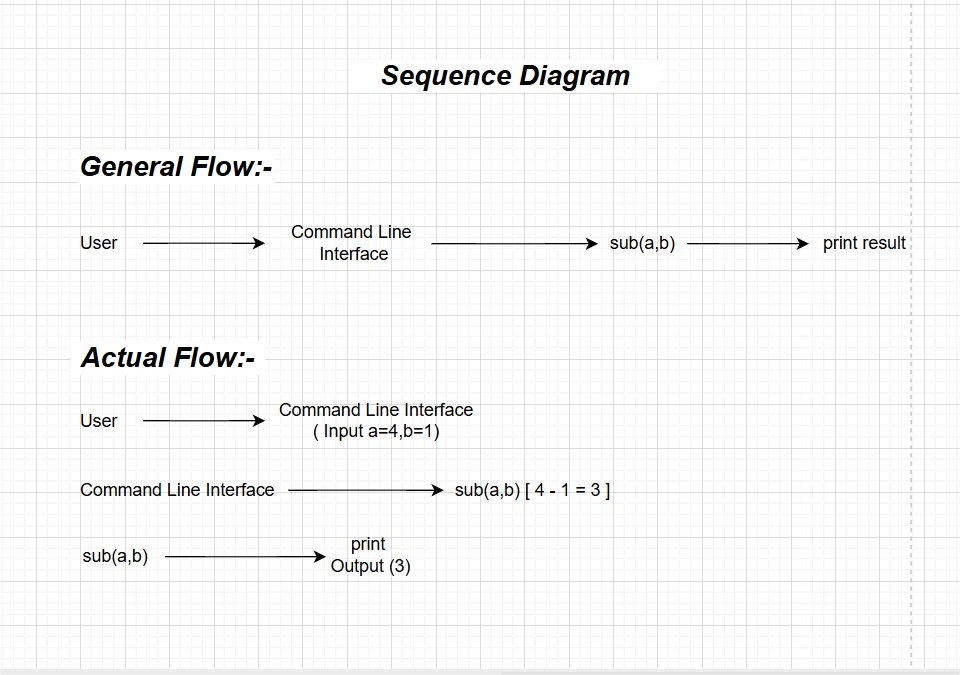 Sequence Diagram
General Flow:-
User
Command Line
Interface
sub(a,b)
print result
Actual Flow:-
User
Command Line Interface
( Input a=4,b=1)
Command Line Interface
sub(a,b) [ 4 - 1 = 3 ]
sub(a,b)
print
Output (3)